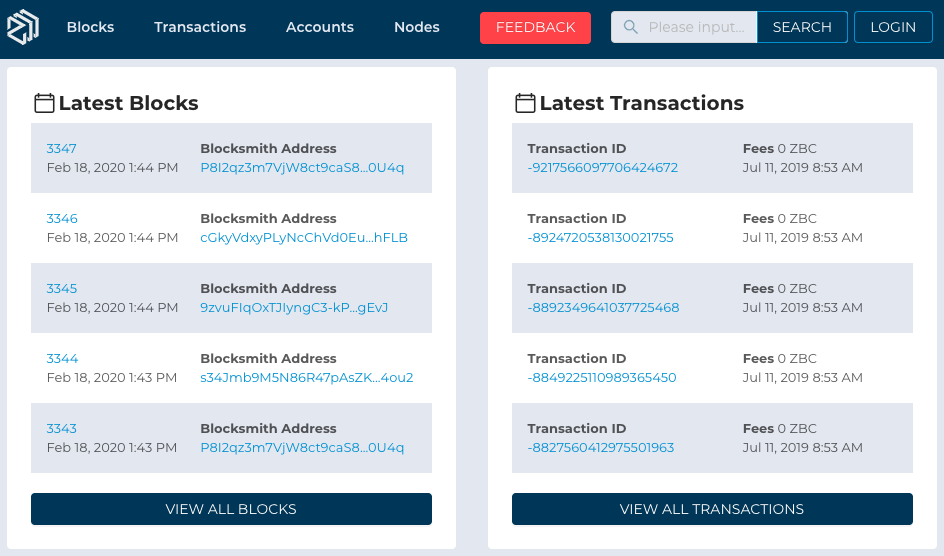 Blocks Transactions Accounts Nodes FEEDBACK Please input... SEARCH LOGIN
Latest Blocks
3347 Blocksmith Address
Feb 18, 2020 1:44 PM P8I2qz3m7VjW8ct9caS8...0U4q
3346 Blocksmith Address
Feb 18, 2020 1:44 PM cGkyVdxyPLyNcChVd0Eu...hFLB
3345 Blocksmith Address
Feb 18, 2020 1:44 PM 9zvuFIqOxTJIyngC3-kP...gEvJ
3344 Blocksmith Address
Feb 18, 2020 1:43 PM s34Jmb9M5N86R47pAsZK...4ou2
3343 Blocksmith Address
Feb 18, 2020 1:43 PM P8I2qz3m7VjW8ct9caS8...0U4q
VIEW ALL BLOCKS
Latest Transactions
Transaction ID Fees 0 ZBC
-9217566097706424672 Jul 11, 2019 8:53 AM
Transaction ID Fees 0 ZBC
-8924720538130021755 Jul 11, 2019 8:53 AM
Transaction ID Fees 0 ZBC
-8892349641037725468 Jul 11, 2019 8:53 AM
Transaction ID Fees 0 ZBC
-8849225110989365450 Jul 11, 2019 8:53 AM
Transaction ID Fees 0 ZBC
-8827560412975501963 Jul 11, 2019 8:53 AM
VIEW ALL TRANSACTIONS